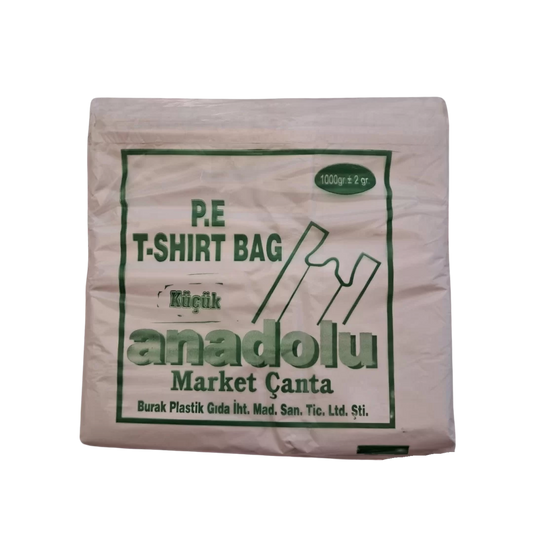 1000gr.± 2 gr.
P.E
T-SHIRT BAG
Küçük
anadolu
Market Çanta
Burak Plastik Gıda İht. Mad. San. Tic. Ltd. Şti.